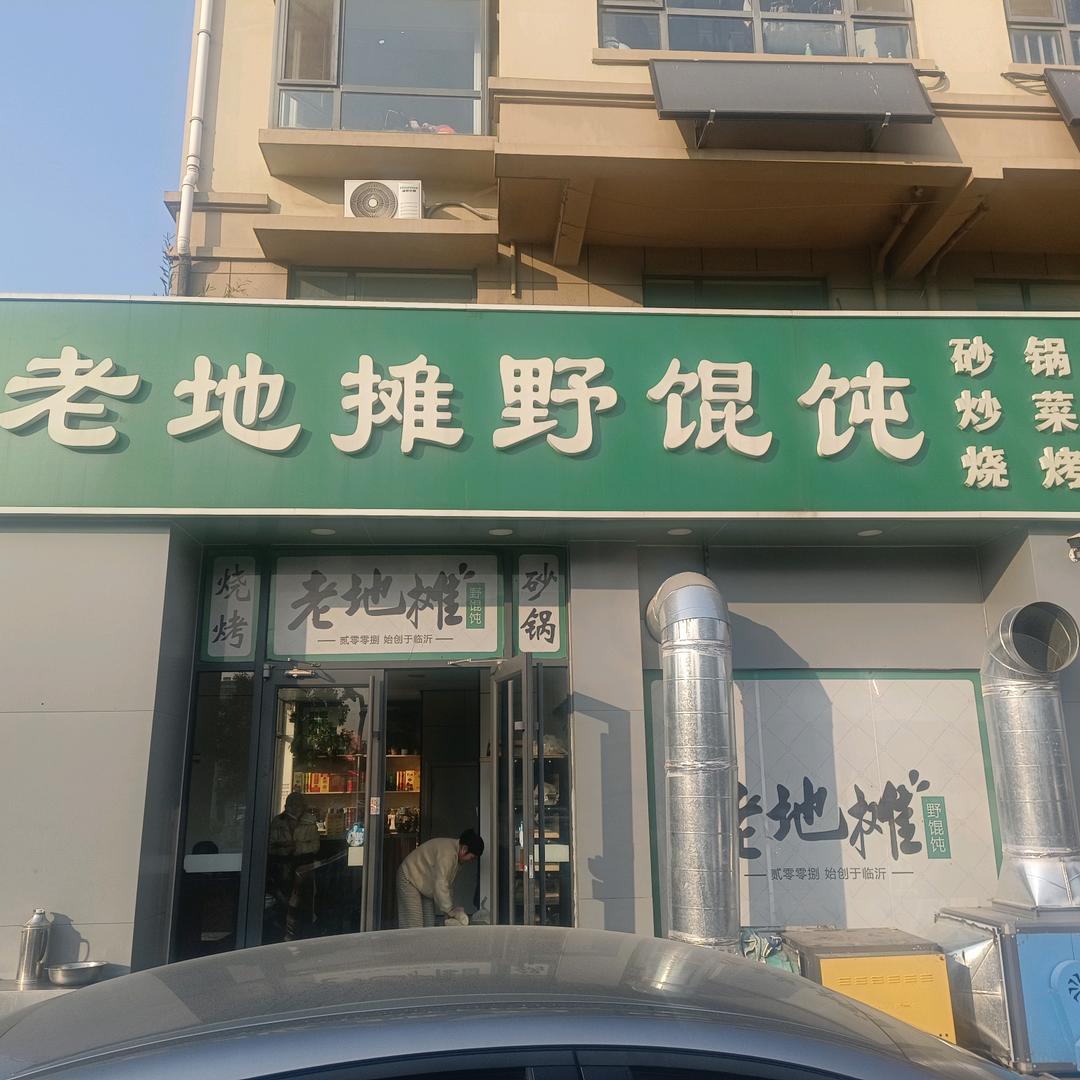 老地摊野馄饨
砂锅
炒菜
烧烤
烧烤
老地摊
野馄饨
贰零零捌 始创于临沂
砂锅
老地摊
野馄饨
贰零零捌 始创于临沂